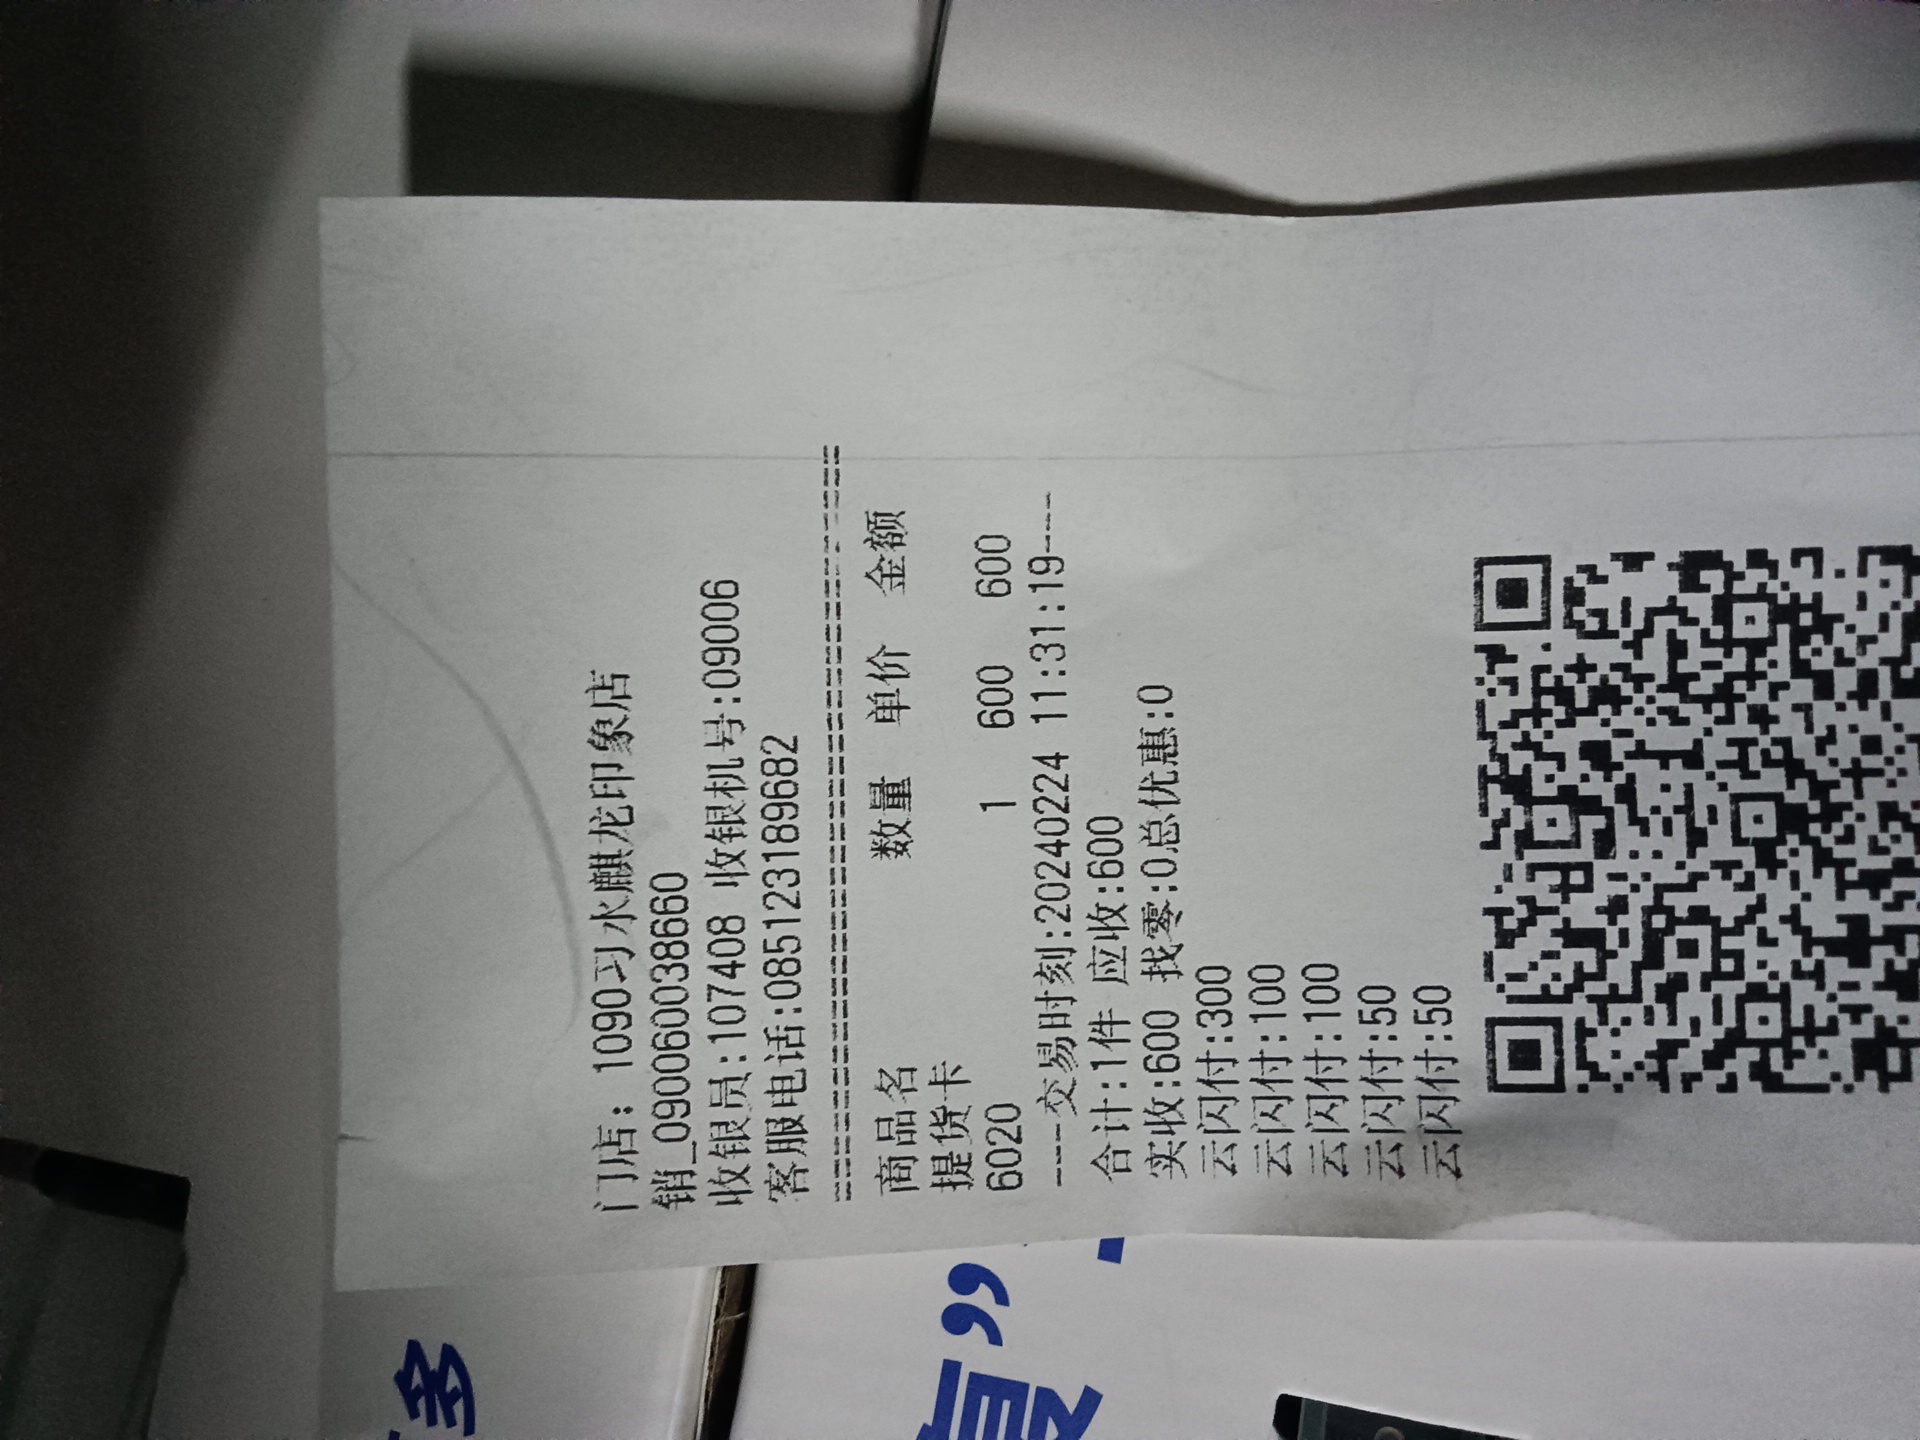 门店: 1090习水麒龙印象店
销_0900600038660
收银员:107408 收银机号:09006
客服电话:085123189682
================================
商品名 数量 单价 金额
提货卡
6020 1 600 600
----交易时刻:20240224 11:31:19----
合计:1件 应收:600
实收:600 找零:0总优惠:0
云闪付:300
云闪付:100
云闪付:100
云闪付:50
云闪付:50
多
夏”